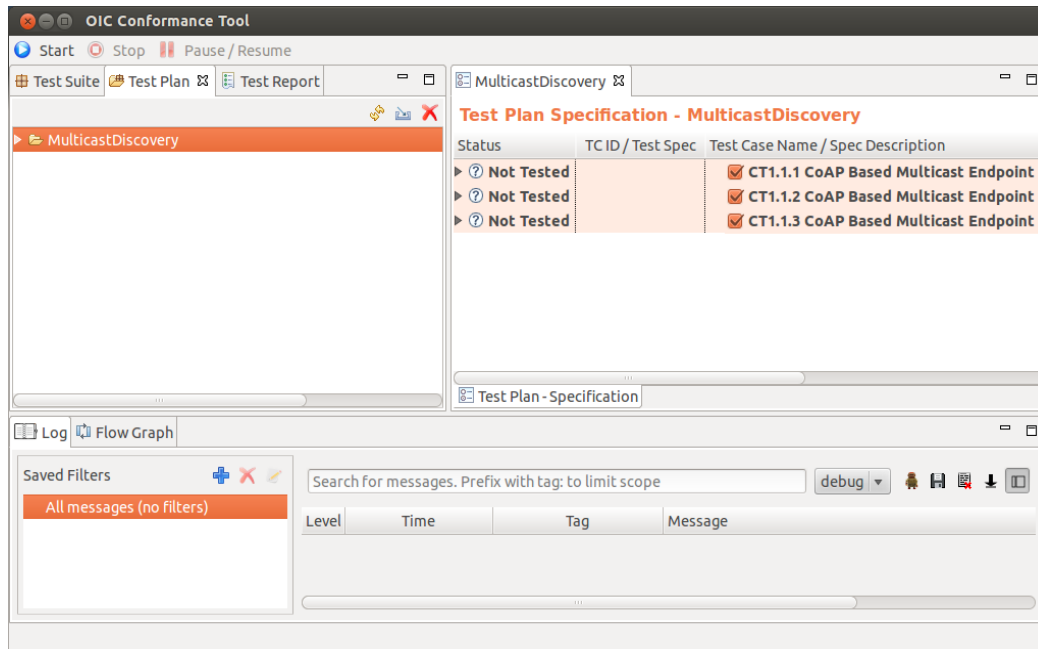 OIC Conformance Tool
Start Stop Pause / Resume
Test Suite Test Plan Test Report
MulticastDiscovery
MulticastDiscovery
Test Plan Specification - MulticastDiscovery
Status TC ID / Test Spec Test Case Name / Spec Description
Not Tested CT1.1.1 CoAP Based Multicast Endpoint
Not Tested CT1.1.2 CoAP Based Multicast Endpoint
Not Tested CT1.1.3 CoAP Based Multicast Endpoint
Test Plan - Specification
Log Flow Graph
Saved Filters
All messages (no filters)
Search for messages. Prefix with tag: to limit scope debug
Level Time Tag Message